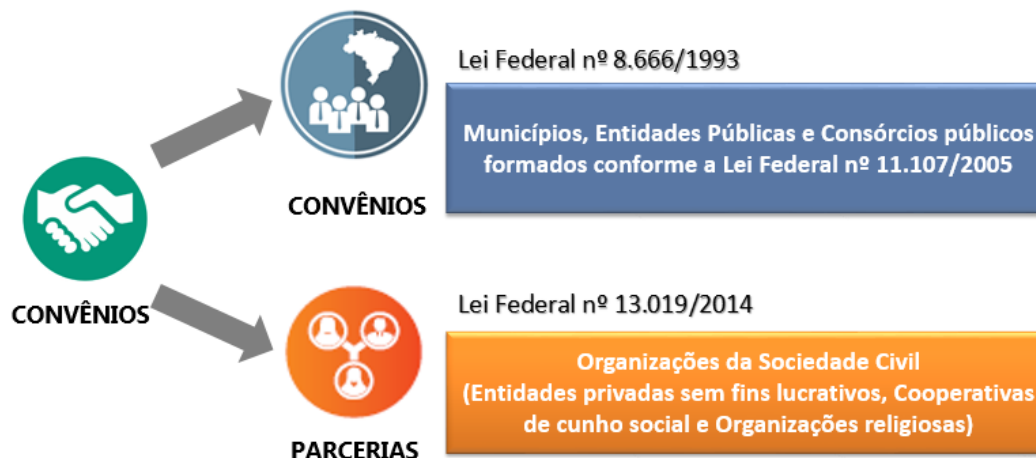 Lei Federal nº 8.666/1993
Municípios, Entidades Públicas e Consórcios públicos
formados conforme a Lei Federal nº 11.107/2005
CONVÊNIOS
CONVÊNIOS
Lei Federal nº 13.019/2014
Organizações da Sociedade Civil
(Entidades privadas sem fins lucrativos, Cooperativas
de cunho social e Organizações religiosas)
PARCERIAS